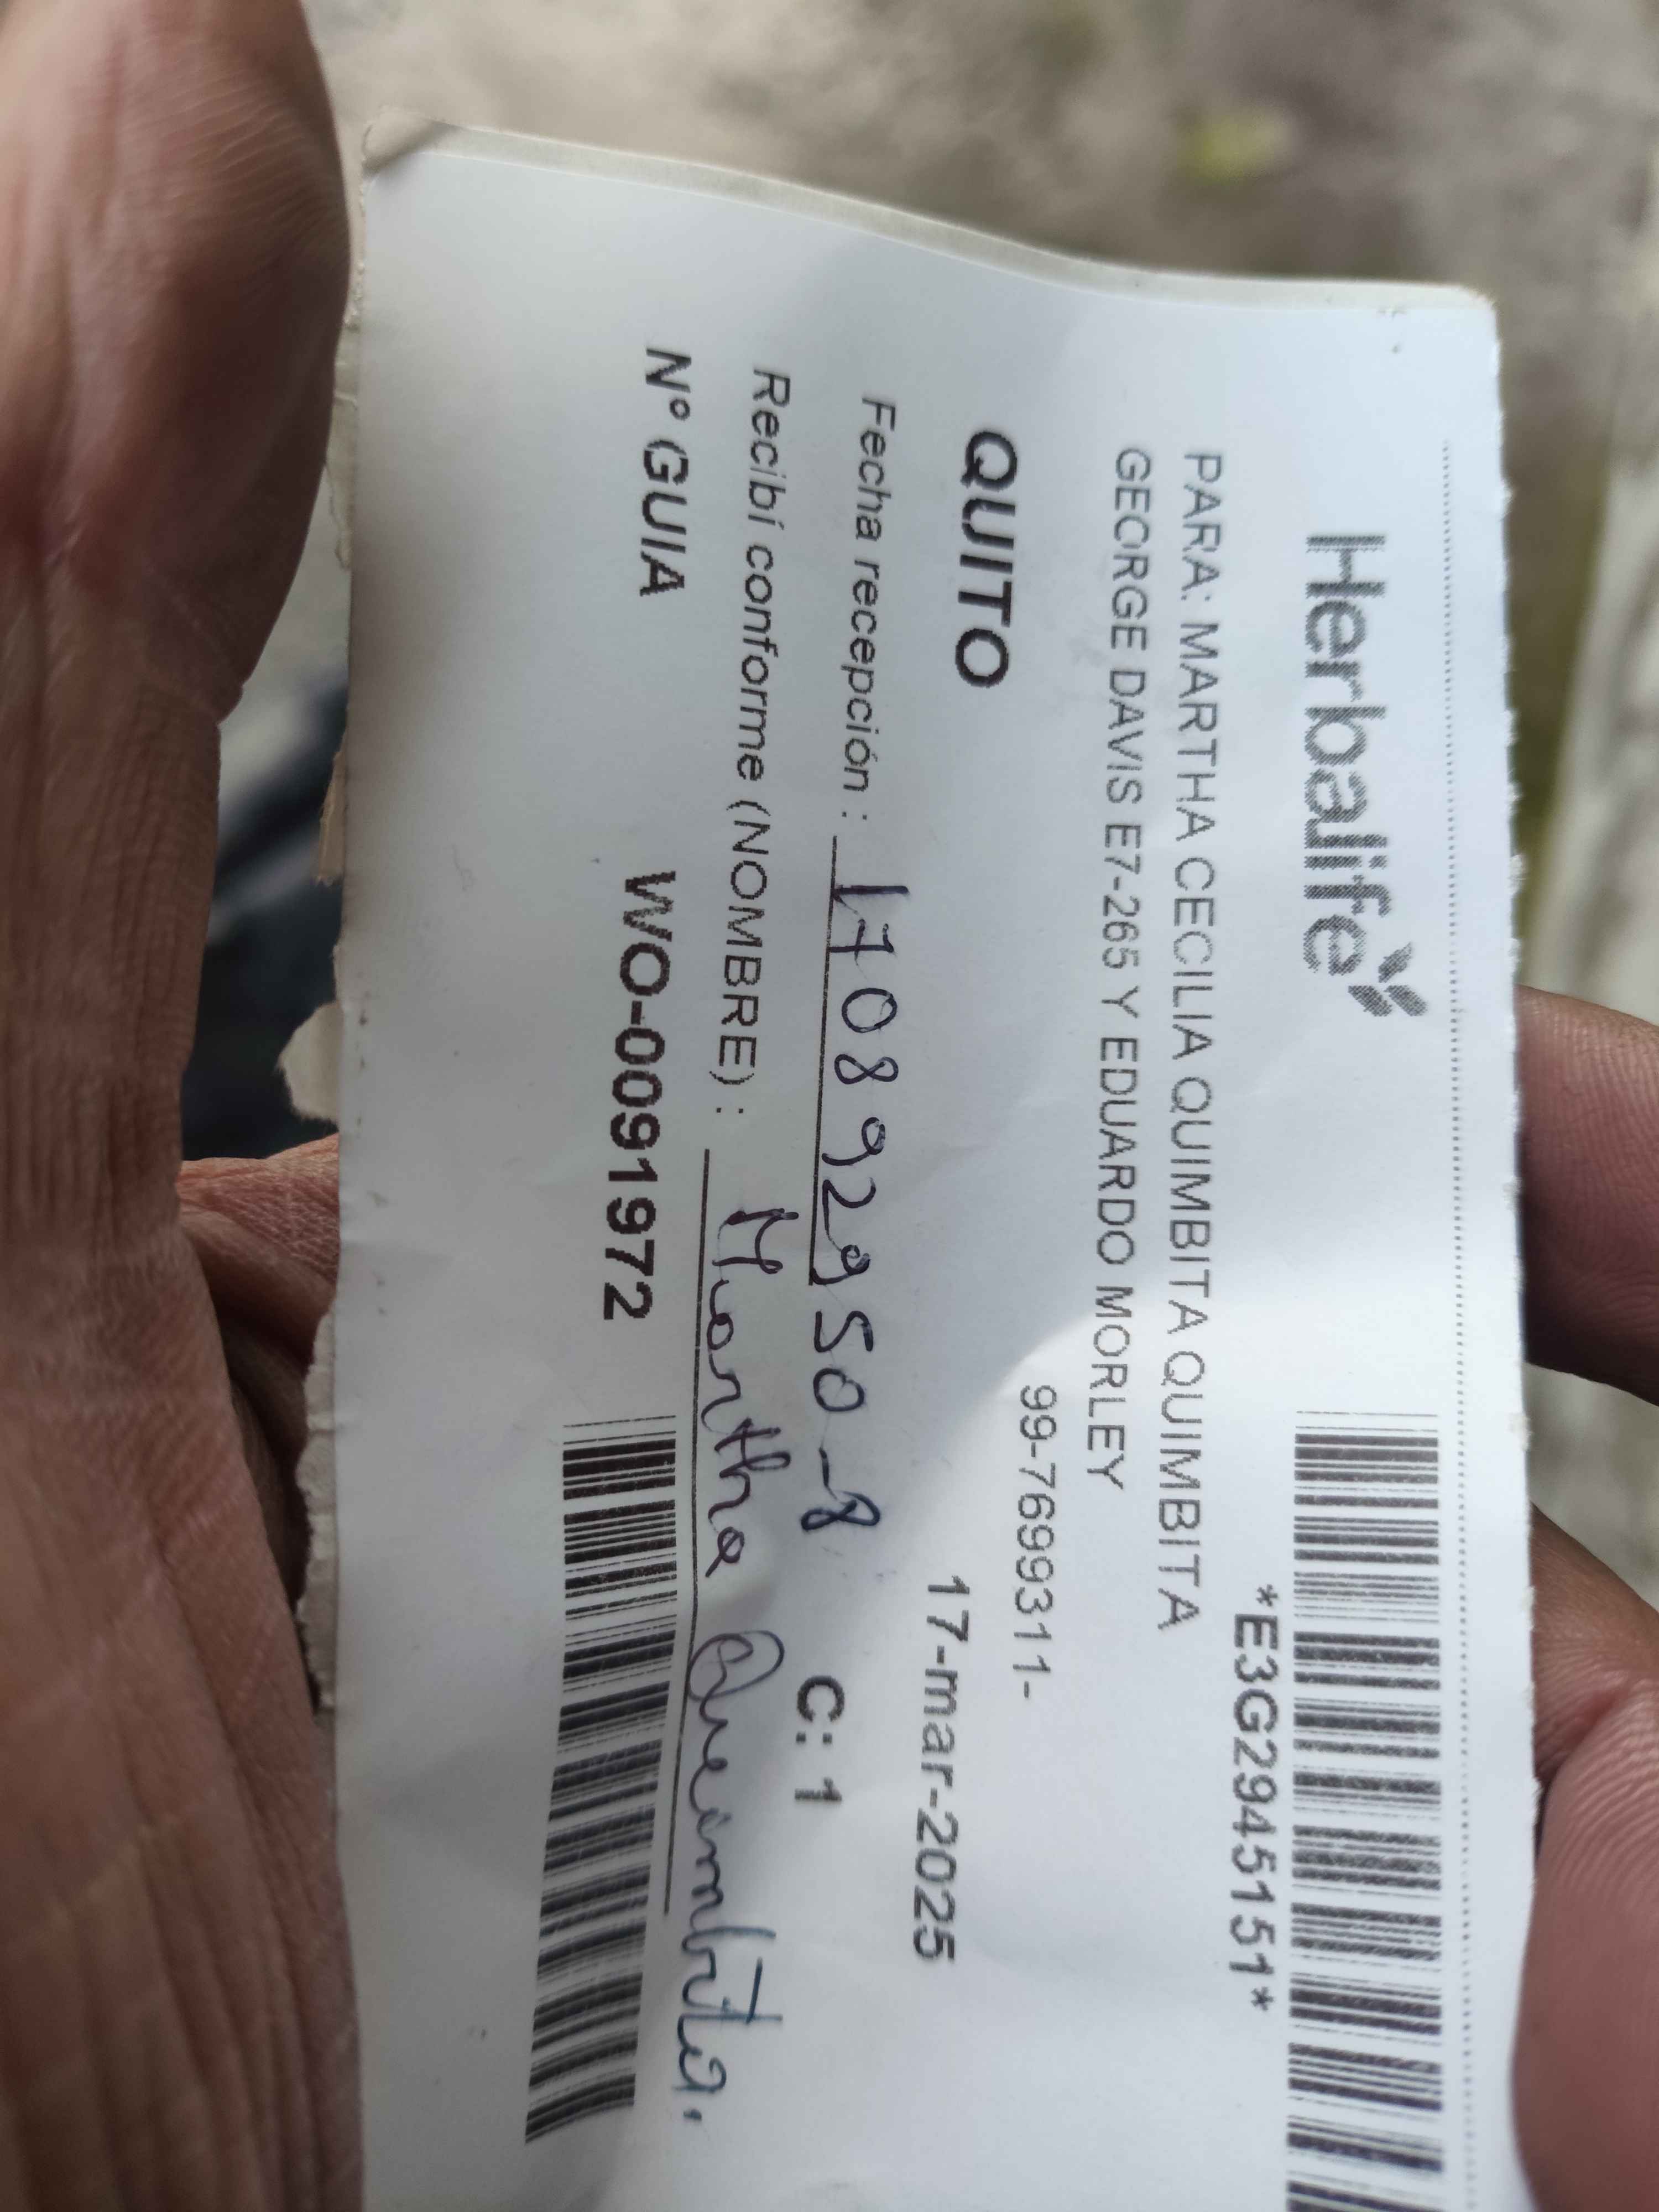 Herbalife
*E3G2945151*
PARA: MARTHA CECILIA QUIMBITA QUIMBITA
GEORGE DAVIS E7-265 Y EDUARDO MORLEY
99-7699311-
QUITO
17-mar-2025
Fecha recepción : 170892950-8
C: 1
Recibí conforme (NOMBRE) : Martha Quimbita
Nº GUIA WO-0091972